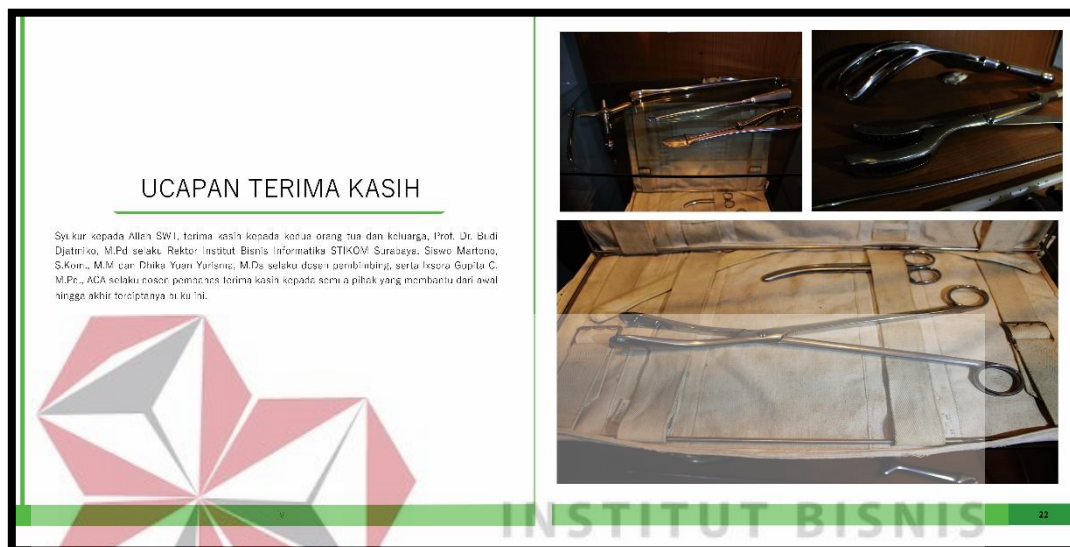 UCAPAN TERIMA KASIH
Syukur kepada Allah SWT, terima kasih kepada kedua orang tua dan keluarga, Prof. Dr. Budi
Djatmiko, M.Pd selaku Rektor Institut Bisnis Informatika STIKOM Surabaya, Siswo Martono,
S.Kom., M.M dan Dhika Yuan Yurisma, M.Ds selaku dosen pembimbing, serta Ixsora Gupita C.
M.Pd., ACA selaku dosen pembahas terima kasih kepada semua pihak yang membantu dari awal
hingga akhir terciptanya buku ini.
V
22
INSTITUT BISNIS